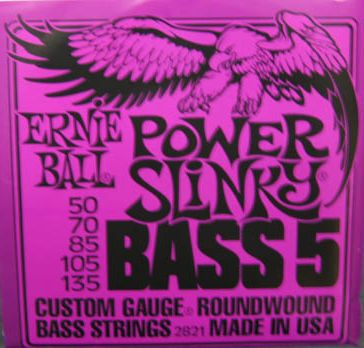 ERNIE BALL®
POWER SLINKY®
BASS 5
50
70
85
105
135
CUSTOM GAUGE® ROUNDWOUND
BASS STRINGS 2821 MADE IN USA